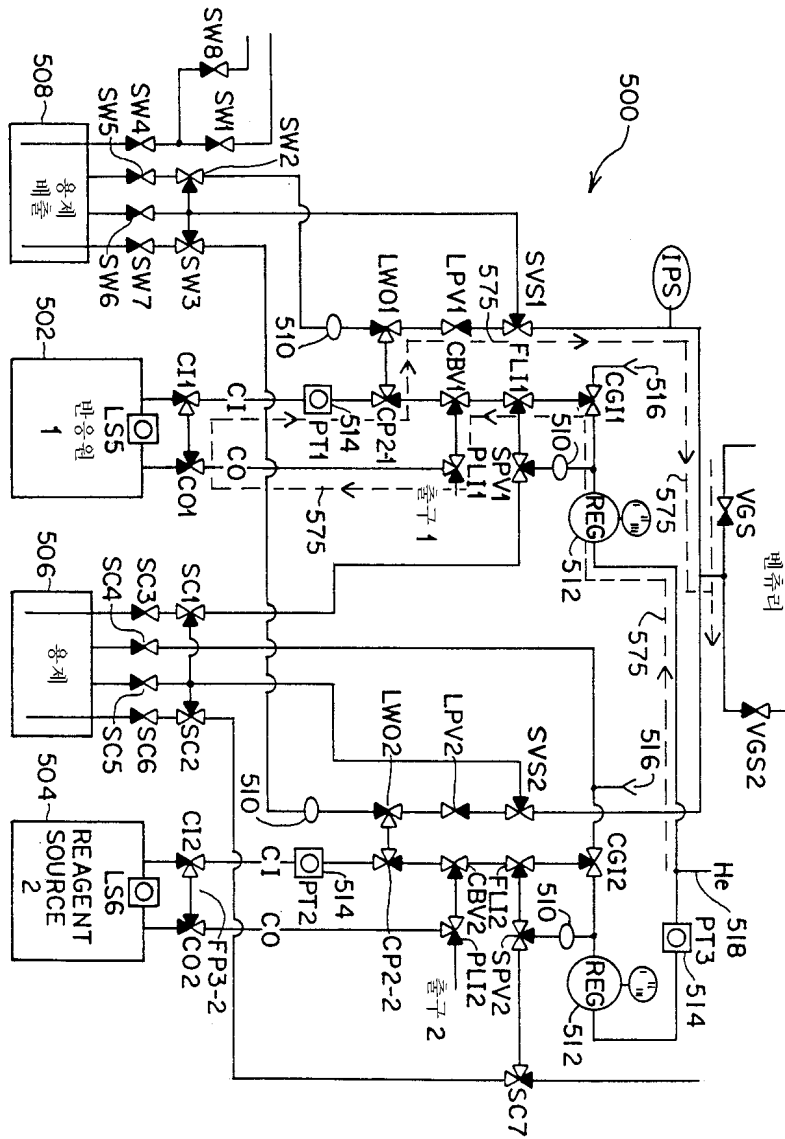 500
SW8
SW1
SW4
SW5
SW2
508
용제
배출
SW6
SW7
SW3
510
LWO1
LPV1
575
SVS1
IPS
CI1
CI
PT1
514
CP2-1
CBV1
FLI1
CGI1
516
502
반응원
1
LS5
CO1
CO
575
출구 1
PLI1
SPV1
510
REG
512
575
VGS
벤츄리
575
VGS2
506
용제
SC3
SC4
SC1
SC5
SC6
SC2
510
LWO2
LPV2
SVS2
516
CGI2
504
REAGENT
SOURCE
2
LS6
CI2
CI
PT2
514
CP2-2
CBV2
FLI2
CO2
FP3-2
CO
출구 2
PLI2
SPV2
510
REG
512
He
518
PT3
514
SC7